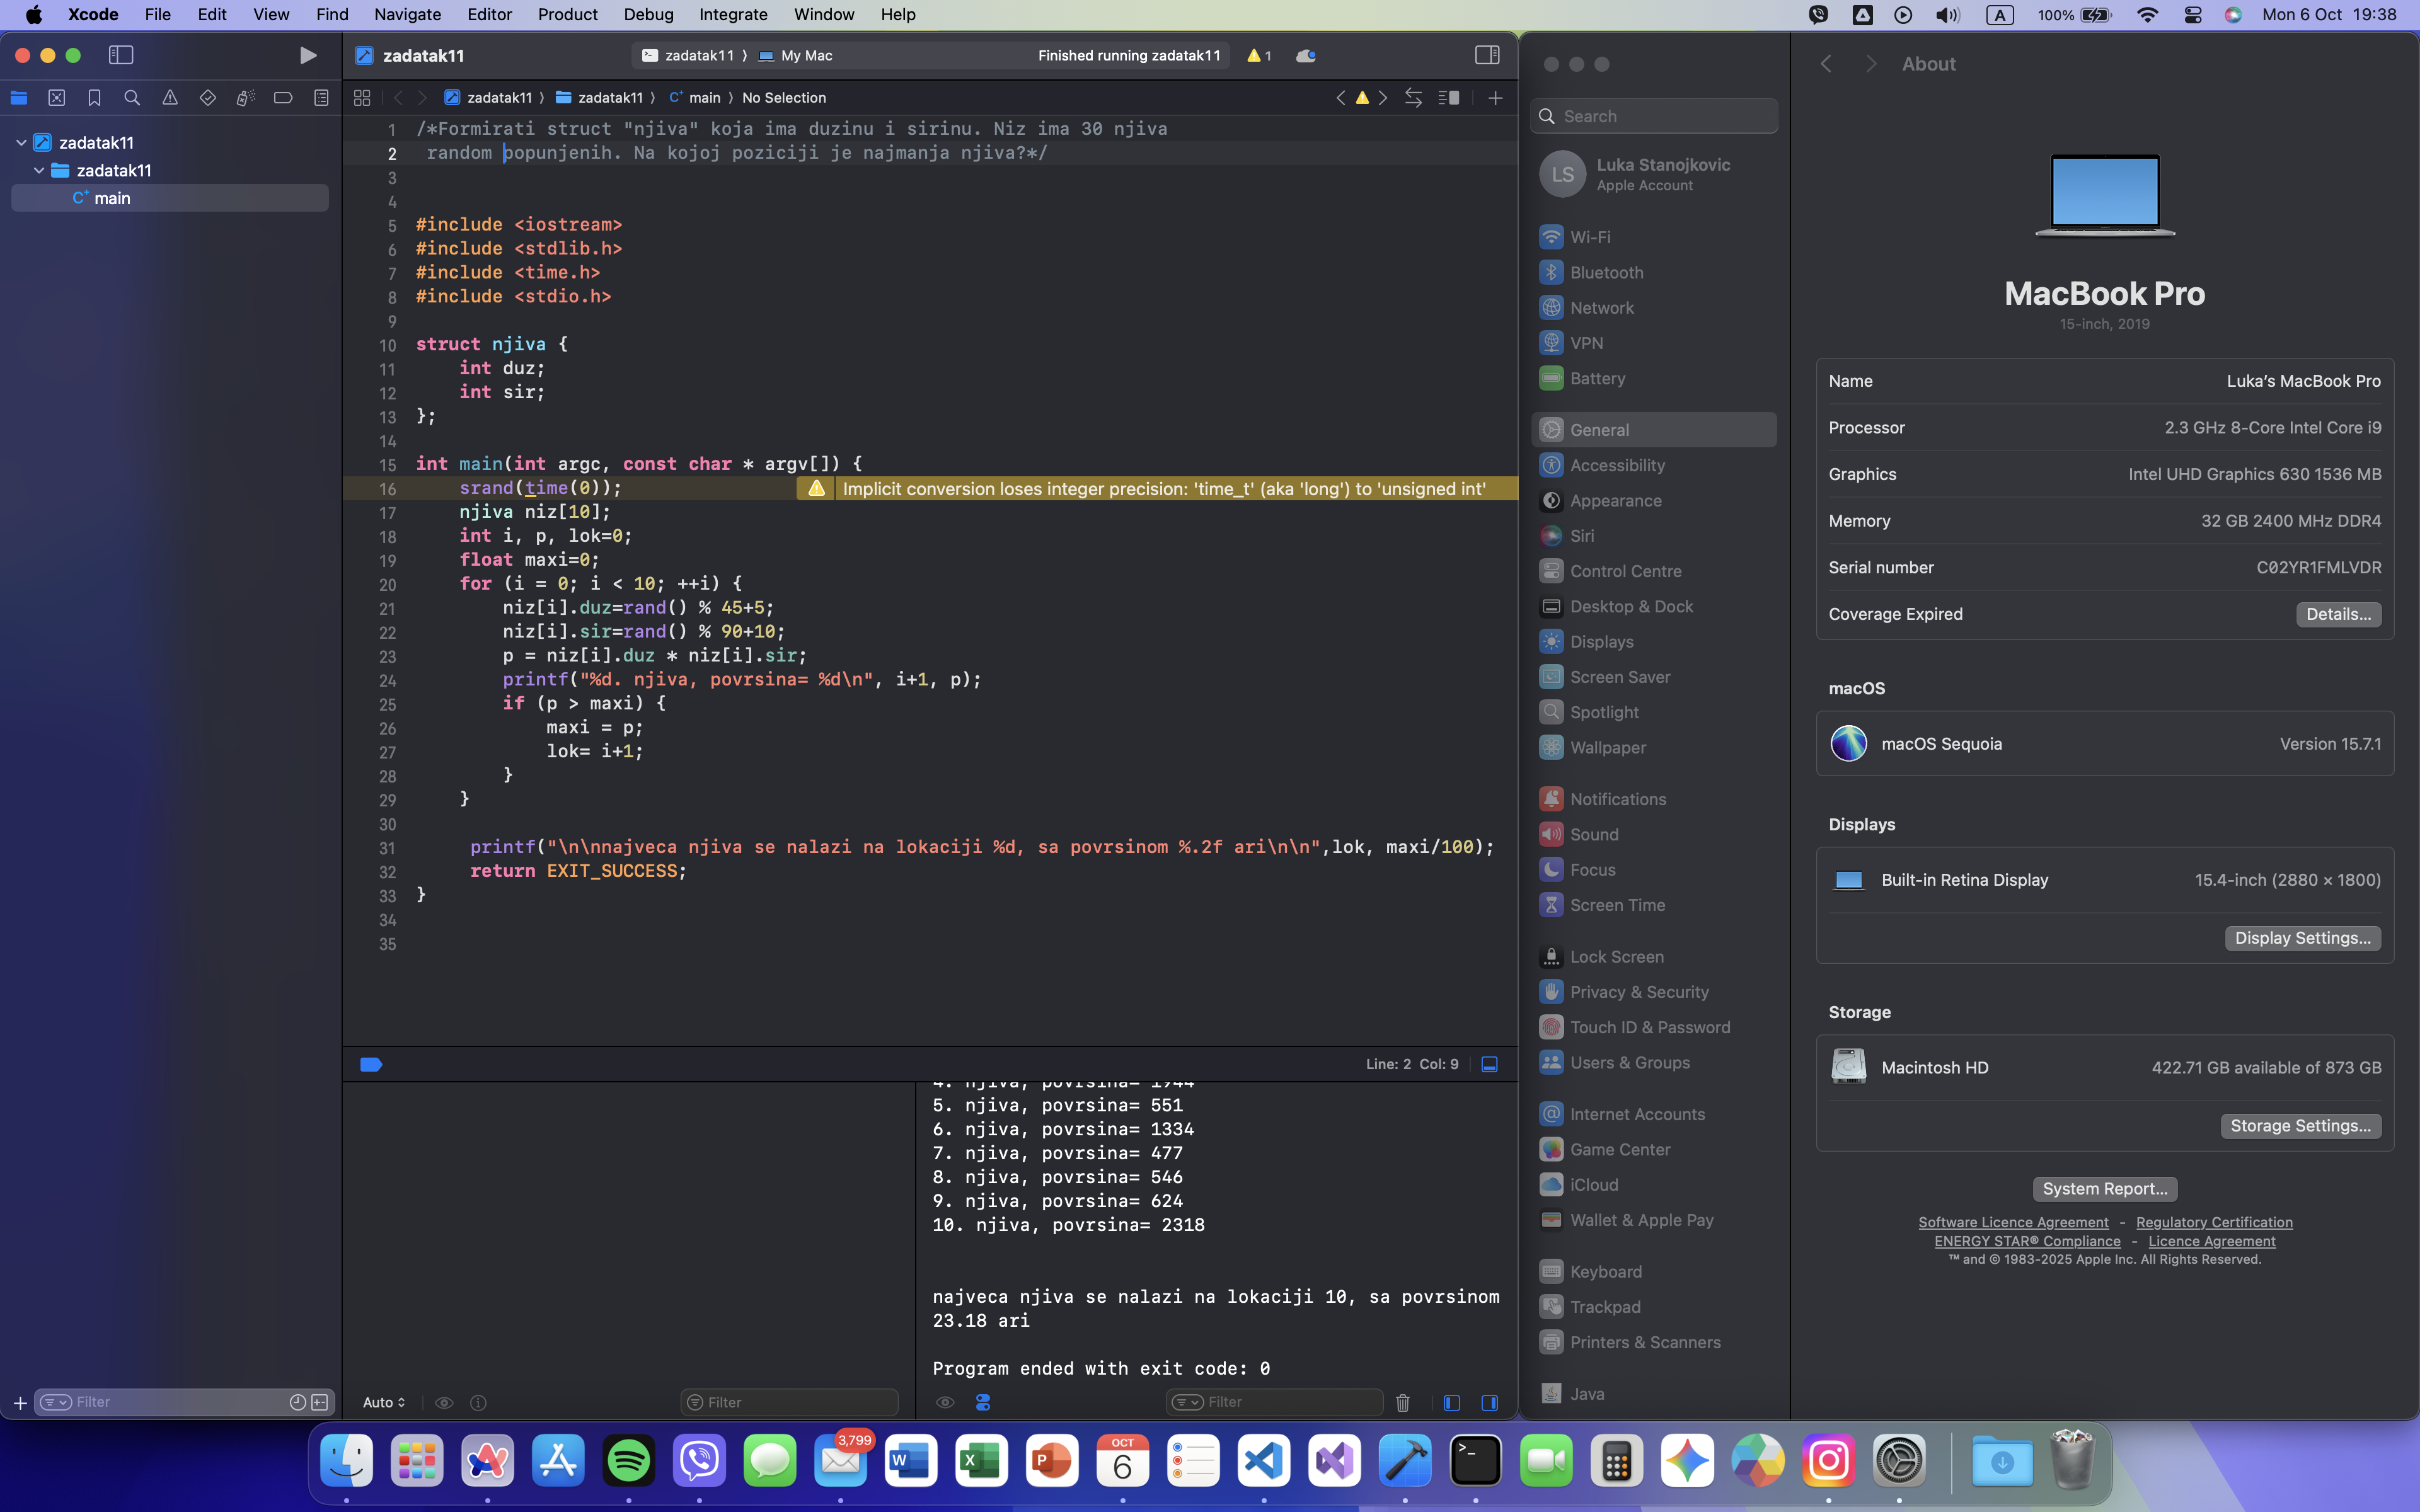 Xcode File Edit View Find Navigate Editor Product Debug Integrate Window Help
A 100% Mon 6 Oct 19:38
zadatak11
zadatak11 ⟩ My Mac
Finished running zadatak11
1
zadatak11
zadatak11
main
zadatak11 ⟩ zadatak11 ⟩ main ⟩ No Selection
1 /*Formirati struct "njiva" koja ima duzinu i sirinu. Niz ima 30 njiva
2 random popunjenih. Na kojoj poziciji je najmanja njiva?*/
3
4
5 #include <iostream>
6 #include <stdlib.h>
7 #include <time.h>
8 #include <stdio.h>
9
10 struct njiva {
11 int duz;
12 int sir;
13 };
14
15 int main(int argc, const char * argv[]) {
16 srand(time(0)); Implicit conversion loses integer precision: 'time_t' (aka 'long') to 'unsigned int'
17 njiva niz[10];
18 int i, p, lok=0;
19 float maxi=0;
20 for (i = 0; i < 10; ++i) {
21 niz[i].duz=rand() % 45+5;
22 niz[i].sir=rand() % 90+10;
23 p = niz[i].duz * niz[i].sir;
24 printf("%d. njiva, povrsina= %d\n", i+1, p);
25 if (p > maxi) {
26 maxi = p;
27 lok= i+1;
28 }
29 }
30
31 printf("\n\nnajveca njiva se nalazi na lokaciji %d, sa povrsinom %.2f ari\n\n",lok, maxi/100);
32 return EXIT_SUCCESS;
33 }
34
35
Line: 2 Col: 9
4. njiva, povrsina= 1944
5. njiva, povrsina= 551
6. njiva, povrsina= 1334
7. njiva, povrsina= 477
8. njiva, povrsina= 546
9. njiva, povrsina= 624
10. njiva, povrsina= 2318
najveca njiva se nalazi na lokaciji 10, sa povrsinom
23.18 ari
Program ended with exit code: 0
Filter
Auto
Filter
Filter
Search
LS
Luka Stanojkovic
Apple Account
Wi-Fi
Bluetooth
Network
VPN
Battery
General
Accessibility
Appearance
Siri
Control Centre
Desktop & Dock
Displays
Screen Saver
Spotlight
Wallpaper
Notifications
Sound
Focus
Screen Time
Lock Screen
Privacy & Security
Touch ID & Password
Users & Groups
Internet Accounts
Game Center
iCloud
Wallet & Apple Pay
Keyboard
Trackpad
Printers & Scanners
Java
About
MacBook Pro
15-inch, 2019
Name Luka's MacBook Pro
Processor 2.3 GHz 8-Core Intel Core i9
Graphics Intel UHD Graphics 630 1536 MB
Memory 32 GB 2400 MHz DDR4
Serial number C02YR1FMLVDR
Coverage Expired Details...
macOS
macOS Sequoia Version 15.7.1
Displays
Built-in Retina Display 15.4-inch (2880 × 1800)
Display Settings...
Storage
Macintosh HD 422.71 GB available of 873 GB
Storage Settings...
System Report...
Software Licence Agreement - Regulatory Certification
ENERGY STAR® Compliance - Licence Agreement
™ and © 1983-2025 Apple Inc. All Rights Reserved.
3,799
W
X
P
OCT
6